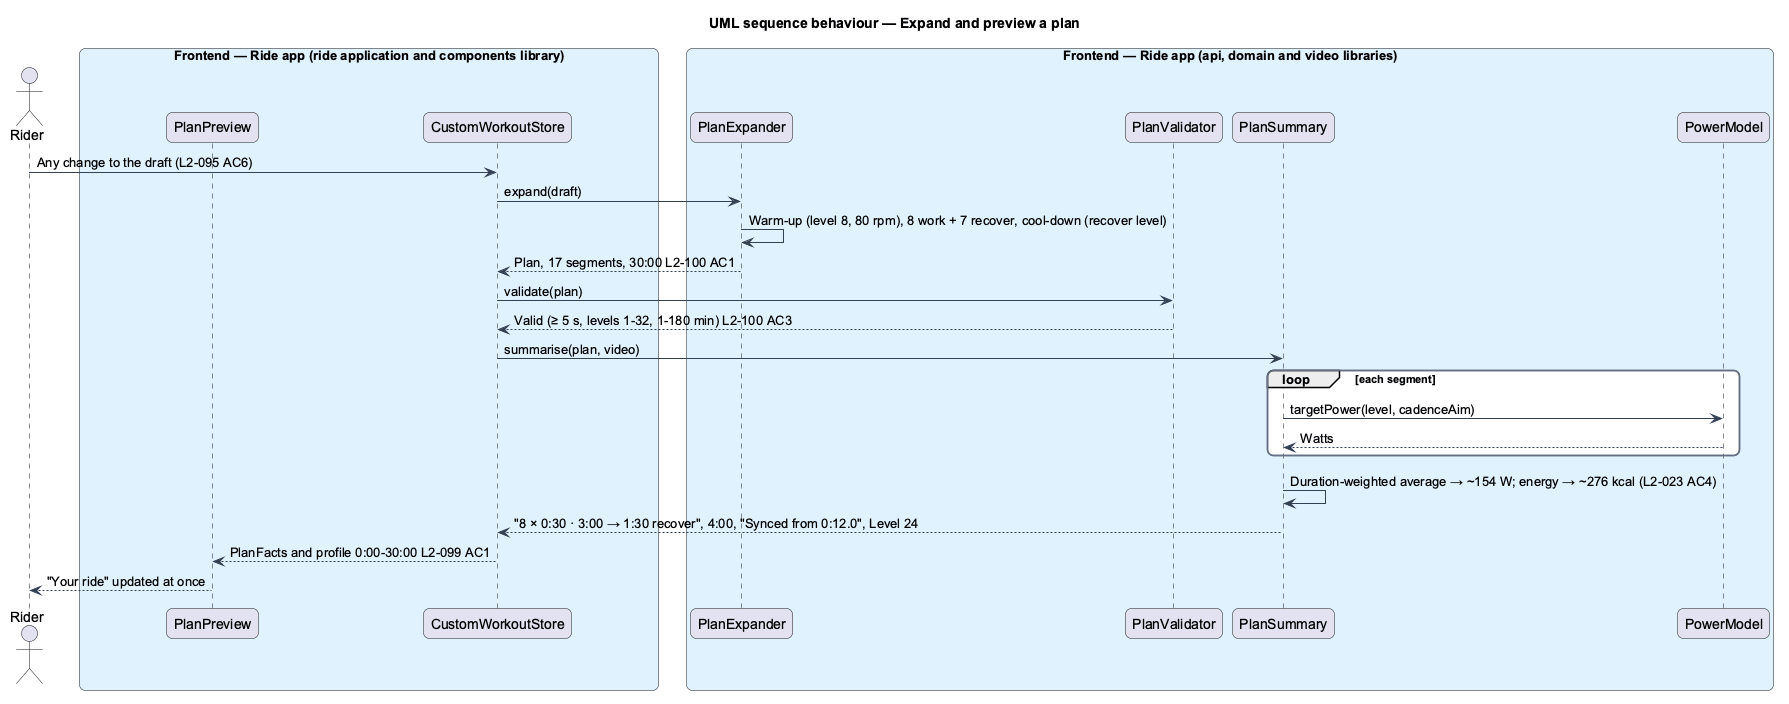 UML sequence behaviour — Expand and preview a plan
Frontend — Ride app (ride application and components library)
Frontend — Ride app (api, domain and video libraries)
Rider
PlanPreview
CustomWorkoutStore
PlanExpander
PlanValidator
PlanSummary
PowerModel
Any change to the draft (L2-095 AC6)
expand(draft)
Warm-up (level 8, 80 rpm), 8 work + 7 recover, cool-down (recover level)
Plan, 17 segments, 30:00 L2-100 AC1
validate(plan)
Valid (≥ 5 s, levels 1-32, 1-180 min) L2-100 AC3
summarise(plan, video)
loop
[each segment]
targetPower(level, cadenceAim)
Watts
Duration-weighted average → ~154 W; energy → ~276 kcal (L2-023 AC4)
"8 × 0:30 · 3:00 → 1:30 recover", 4:00, "Synced from 0:12.0", Level 24
PlanFacts and profile 0:00-30:00 L2-099 AC1
"Your ride" updated at once
Rider
PlanPreview
CustomWorkoutStore
PlanExpander
PlanValidator
PlanSummary
PowerModel